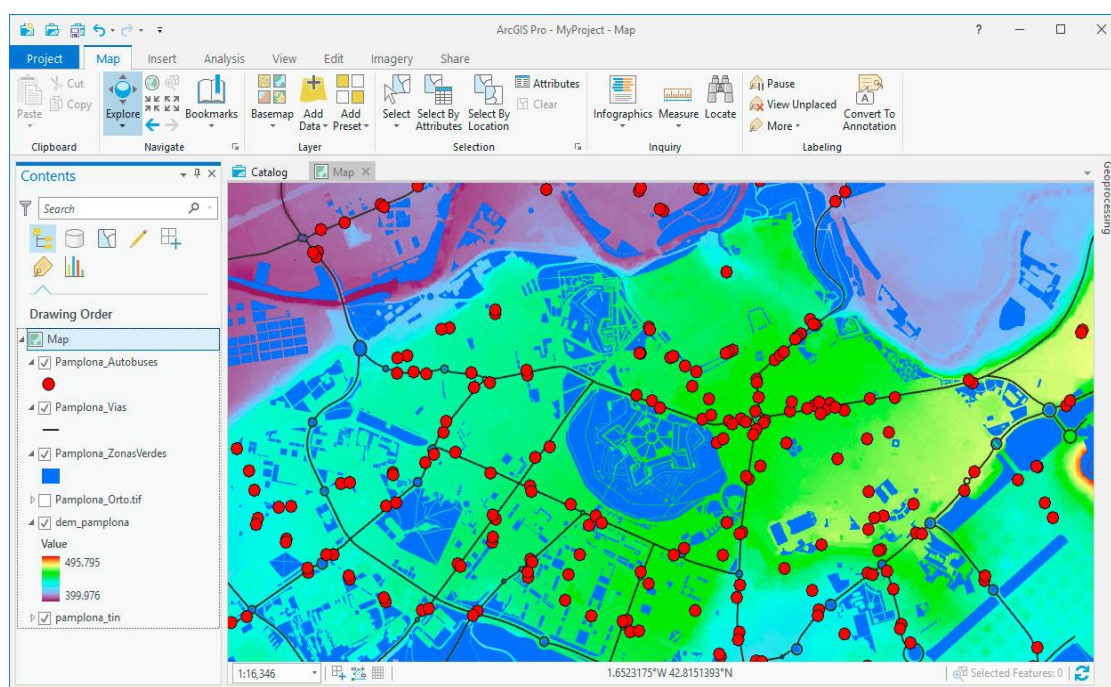 ArcGIS Pro - MyProject - Map
?
Project Map Insert Analysis View Edit Imagery Share
Paste
Cut
Copy
Clipboard
Explore
Bookmarks
Navigate
Basemap
Add Data
Add Preset
Layer
Select
Select By Attributes
Select By Location
Attributes
Clear
Selection
Infographics
Measure
Locate
Inquiry
Pause
View Unplaced
More
Convert To Annotation
Labeling
Contents
Search
Drawing Order
Map
Pamplona_Autobuses
Pamplona_Vias
Pamplona_ZonasVerdes
Pamplona_Orto.tif
dem_pamplona
Value
495.795
399.976
pamplona_tin
Catalog
Map
Geoprocessing
1:16,346
1.6523175°W 42.8151393°N
Selected Features: 0